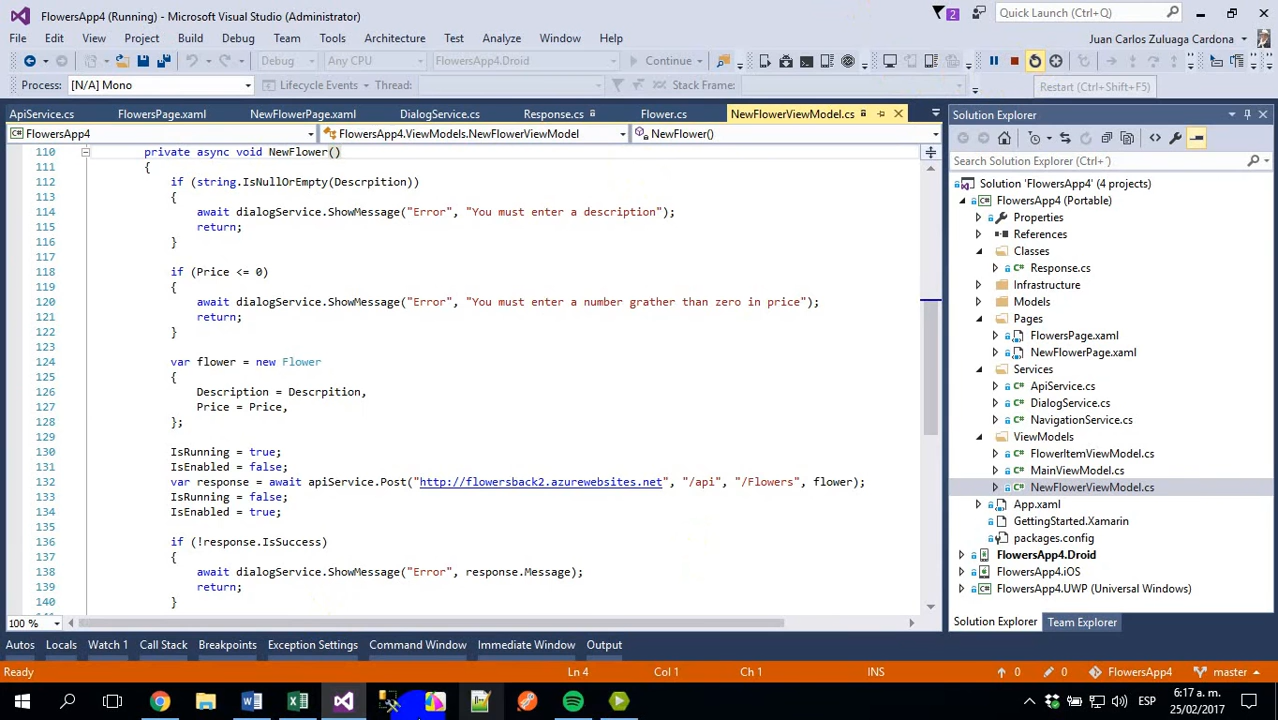 FlowersApp4 (Running) - Microsoft Visual Studio (Administrator)
2
Quick Launch (Ctrl+Q)
File Edit View Project Build Debug Team Tools Architecture Test Analyze Window Help
Juan Carlos Zuluaga Cardona
Debug Any CPU FlowersApp4.Droid Continue
Process: [N/A] Mono Lifecycle Events Thread: Stack Frame:
Restart (Ctrl+Shift+F5)
ApiService.cs FlowersPage.xaml NewFlowerPage.xaml DialogService.cs Response.cs Flower.cs NewFlowerViewModel.cs
FlowersApp4 FlowersApp4.ViewModels.NewFlowerViewModel NewFlower()
110 private async void NewFlower()
111 {
112 if (string.IsNullOrEmpty(Descrpition))
113 {
114 await dialogService.ShowMessage("Error", "You must enter a description");
115 return;
116 }
117
118 if (Price <= 0)
119 {
120 await dialogService.ShowMessage("Error", "You must enter a number grather than zero in price");
121 return;
122 }
123
124 var flower = new Flower
125 {
126 Description = Descrpition,
127 Price = Price,
128 };
129
130 IsRunning = true;
131 IsEnabled = false;
132 var response = await apiService.Post("http://flowersback2.azurewebsites.net", "/api", "/Flowers", flower);
133 IsRunning = false;
134 IsEnabled = true;
135
136 if (!response.IsSuccess)
137 {
138 await dialogService.ShowMessage("Error", response.Message);
139 return;
140 }
100 %
Solution Explorer
Search Solution Explorer (Ctrl+´)
Solution 'FlowersApp4' (4 projects)
FlowersApp4 (Portable)
Properties
References
Classes
Response.cs
Infrastructure
Models
Pages
FlowersPage.xaml
NewFlowerPage.xaml
Services
ApiService.cs
DialogService.cs
NavigationService.cs
ViewModels
FlowerItemViewModel.cs
MainViewModel.cs
NewFlowerViewModel.cs
App.xaml
GettingStarted.Xamarin
packages.config
FlowersApp4.Droid
FlowersApp4.iOS
FlowersApp4.UWP (Universal Windows)
Solution Explorer Team Explorer
Autos Locals Watch 1 Call Stack Breakpoints Exception Settings Command Window Immediate Window Output
Ready Ln 4 Col 1 Ch 1 INS 0 0 FlowersApp4 master
ESP
6:17 a. m.
25/02/2017